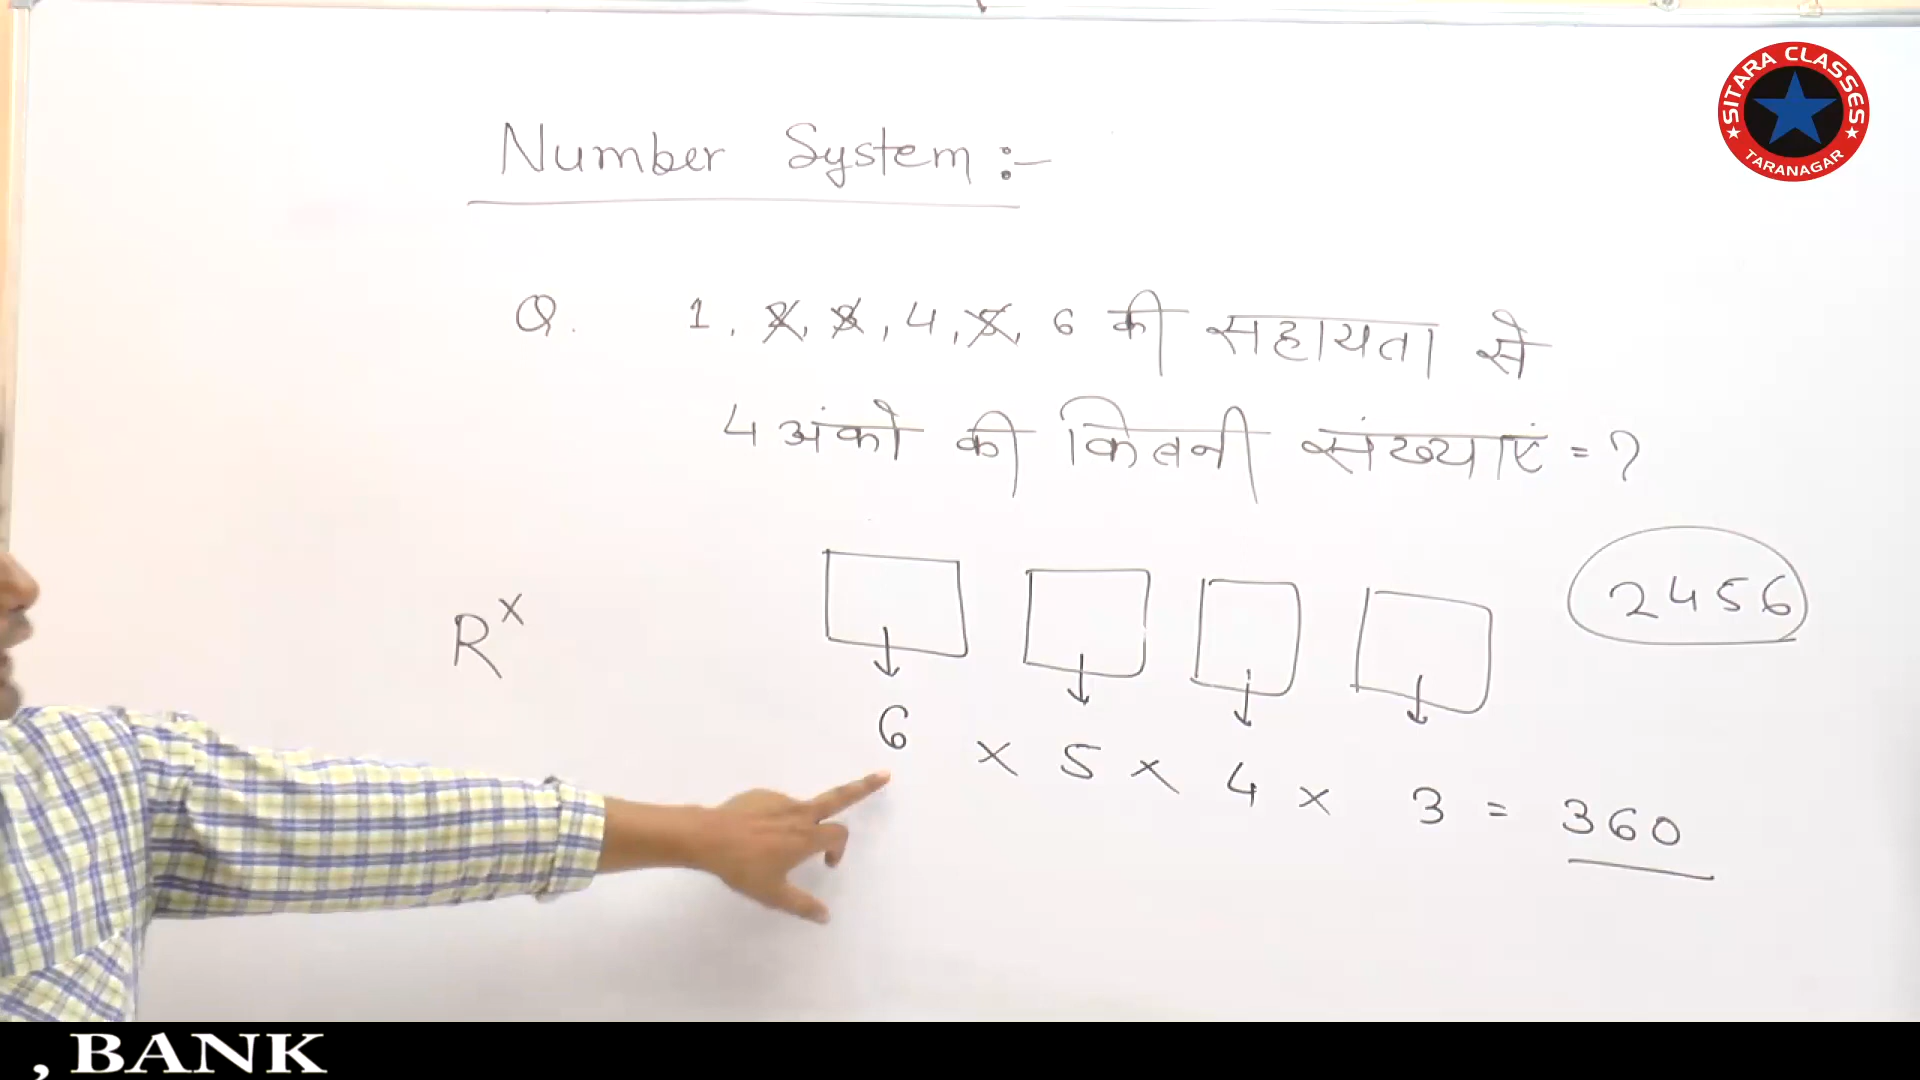 SITARA CLASSES
TARANAGAR
Number System :-
Q. 1, 2, 3, 4, 5, 6 की सहायता से
4 अंको की कितनी संख्याएं = ?
2456
R x
6 × 5 × 4 × 3 = 360
, BANK